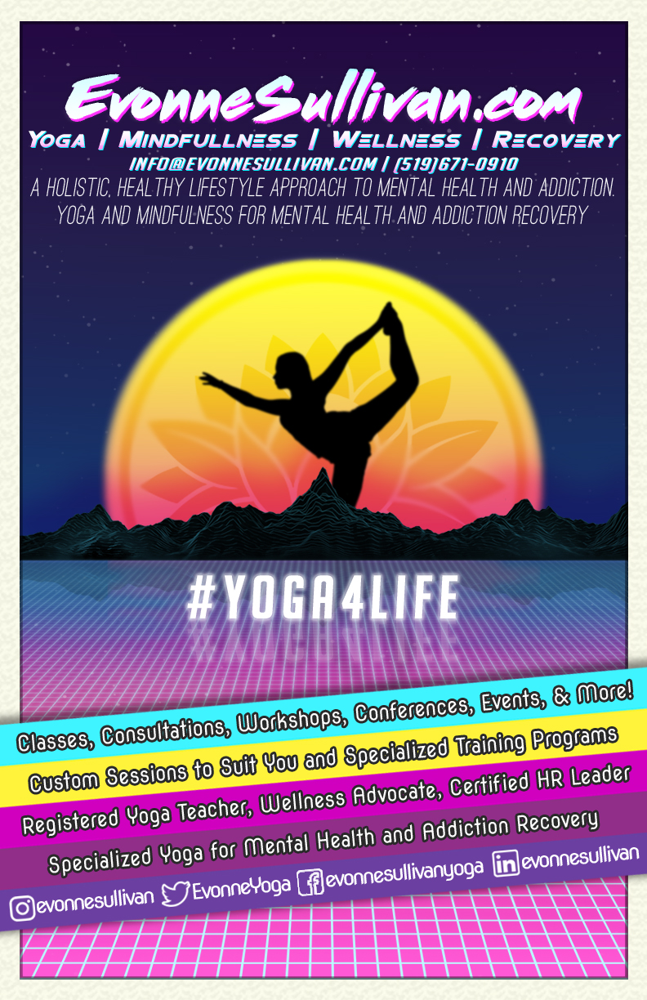 EvonneSullivan.com
Yoga | Mindfullness | Wellness | Recovery
info@evonnesullivan.com | (519)671-0910
A HOLISTIC, HEALTHY LIFESTYLE APPROACH TO MENTAL HEALTH AND ADDICTION.
YOGA AND MINDFULNESS FOR MENTAL HEALTH AND ADDICTION RECOVERY
#YOGA4LIFE
Classes, Consultations, Workshops, Conferences, Events, & More!
Custom Sessions to Suit You and Specialized Training Programs
Registered Yoga Teacher, Wellness Advocate, Certified HR Leader
Specialized Yoga for Mental Health and Addiction Recovery
evonnesullivan EvonneYoga evonnesullivanyoga evonnesullivan